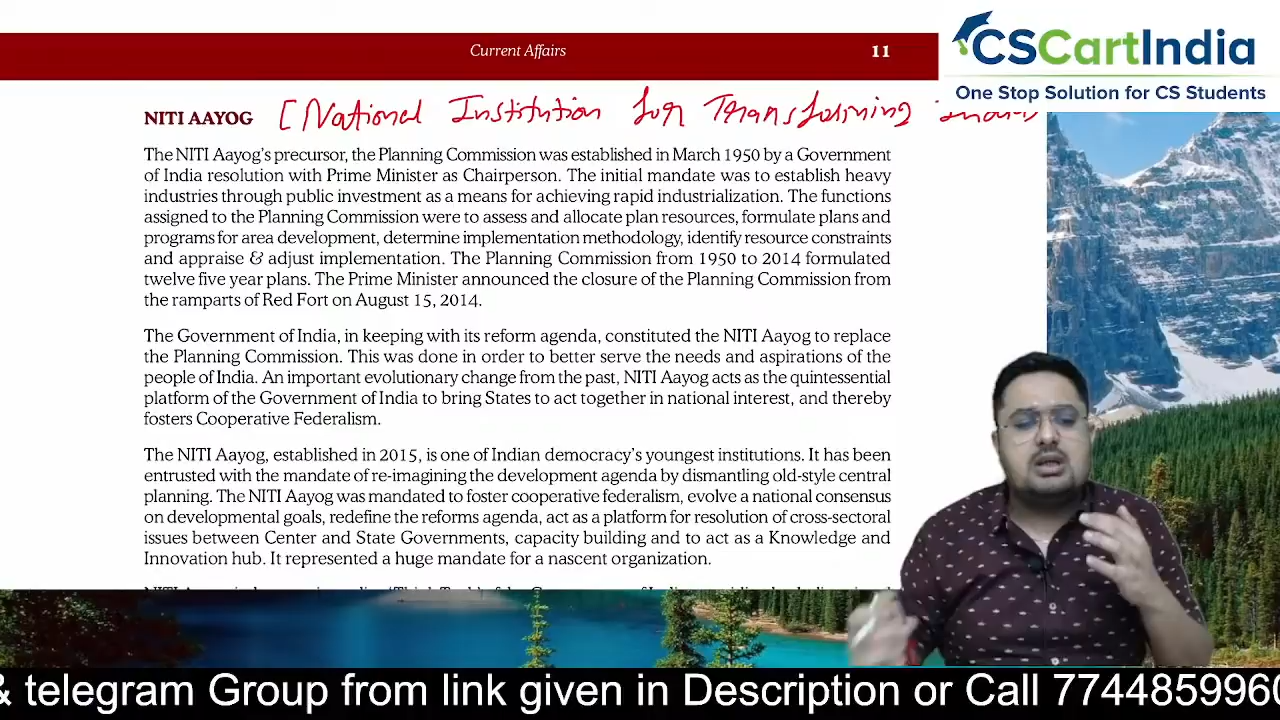 Current Affairs 11
CSCartIndia
One Stop Solution for CS Students
NITI AAYOG [National Institution for Transforming India
The NITI Aayog's precursor, the Planning Commission was established in March 1950 by a Government
of India resolution with Prime Minister as Chairperson. The initial mandate was to establish heavy
industries through public investment as a means for achieving rapid industrialization. The functions
assigned to the Planning Commission were to assess and allocate plan resources, formulate plans and
programs for area development, determine implementation methodology, identify resource constraints
and appraise & adjust implementation. The Planning Commission from 1950 to 2014 formulated
twelve five year plans. The Prime Minister announced the closure of the Planning Commission from
the ramparts of Red Fort on August 15, 2014.
The Government of India, in keeping with its reform agenda, constituted the NITI Aayog to replace
the Planning Commission. This was done in order to better serve the needs and aspirations of the
people of India. An important evolutionary change from the past, NITI Aayog acts as the quintessential
platform of the Government of India to bring States to act together in national interest, and thereby
fosters Cooperative Federalism.
The NITI Aayog, established in 2015, is one of Indian democracy's youngest institutions. It has been
entrusted with the mandate of re-imagining the development agenda by dismantling old-style central
planning. The NITI Aayog was mandated to foster cooperative federalism, evolve a national consensus
on developmental goals, redefine the reforms agenda, act as a platform for resolution of cross-sectoral
issues between Center and State Governments, capacity building and to act as a Knowledge and
Innovation hub. It represented a huge mandate for a nascent organization.
& telegram Group from link given in Description or Call 7744859960